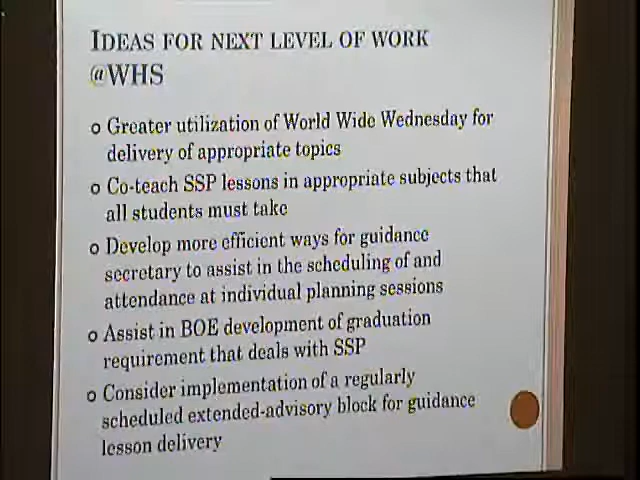 IDEAS FOR NEXT LEVEL OF WORK
@WHS
o Greater utilization of World Wide Wednesday for
delivery of appropriate topics
o Co-teach SSP lessons in appropriate subjects that
all students must take
o Develop more efficient ways for guidance
secretary to assist in the scheduling of and
attendance at individual planning sessions
o Assist in BOE development of graduation
requirement that deals with SSP
o Consider implementation of a regularly
scheduled extended-advisory block for guidance
lesson delivery